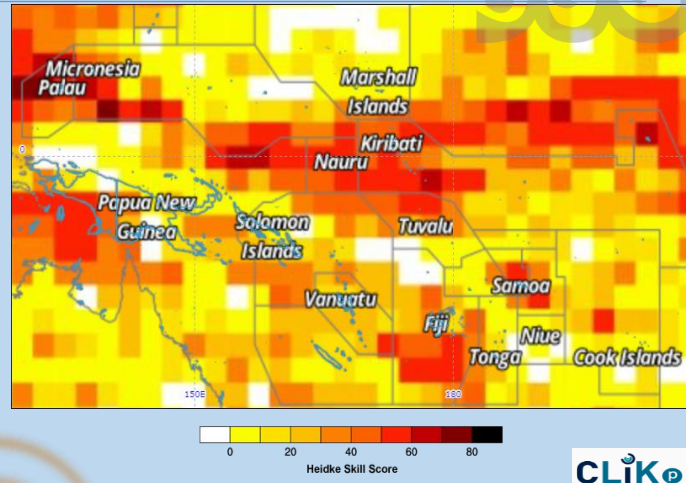 Micronesia
Palau
Marshall
Islands
0
Kiribati
Nauru
Papua New
Guinea
Solomon
Islands
Tuvalu
Samoa
Vanuatu
Fiji
Niue
Tonga
Cook Islands
150E
180
0 20 40 60 80
Heidke Skill Score
CLiKP